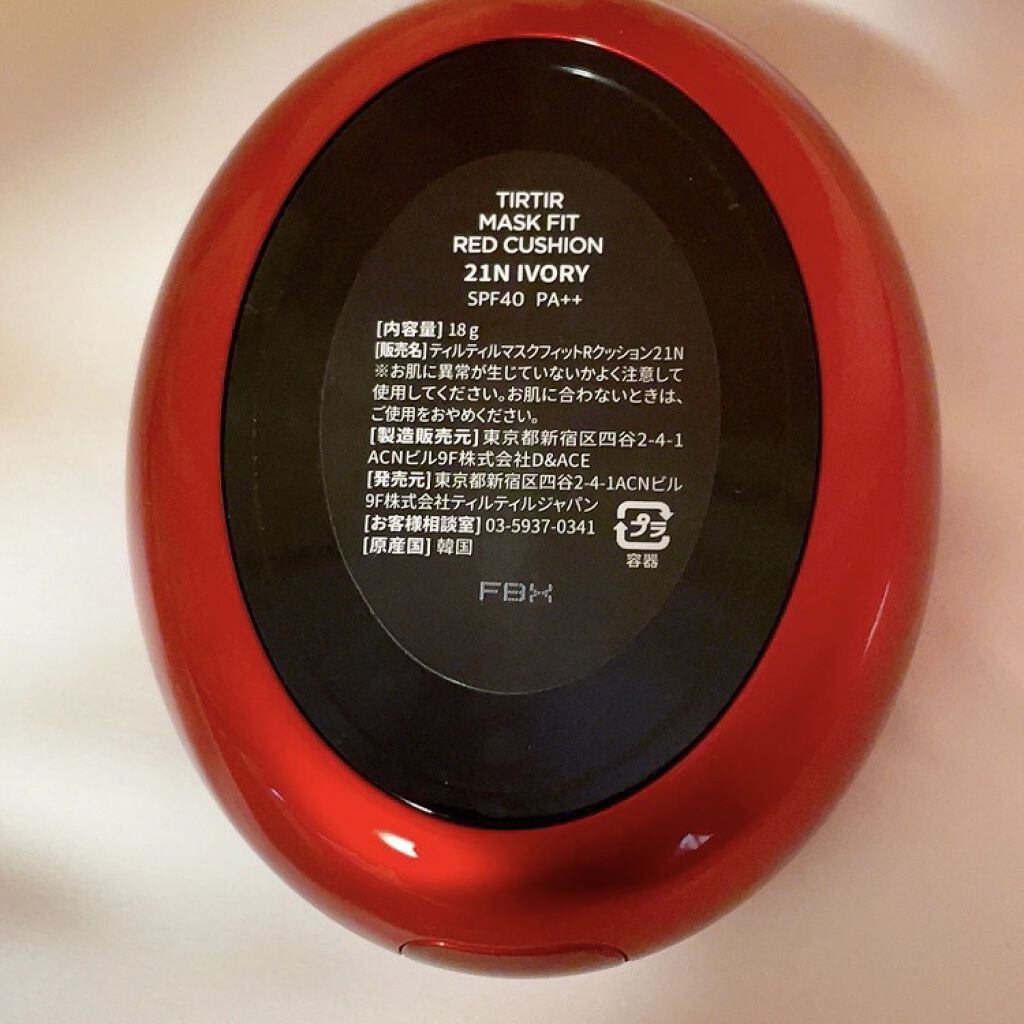 TIRTIR
MASK FIT
RED CUSHION
21N IVORY
SPF40 PA++
[内容量] 18g
[販売名]ティルティルマスクフィットRクッション21N
※お肌に異常が生じていないかよく注意して
使用してください。お肌に合わないときは、
ご使用をおやめください。
[製造販売元]東京都新宿区四谷2-4-1
ACNビル9F株式会社D&ACE
[発売元]東京都新宿区四谷2-4-1ACNビル
9F株式会社ティルティルジャパン
[お客様相談室]03-5937-0341
[原産国]韓国
プラ
容器
FBX